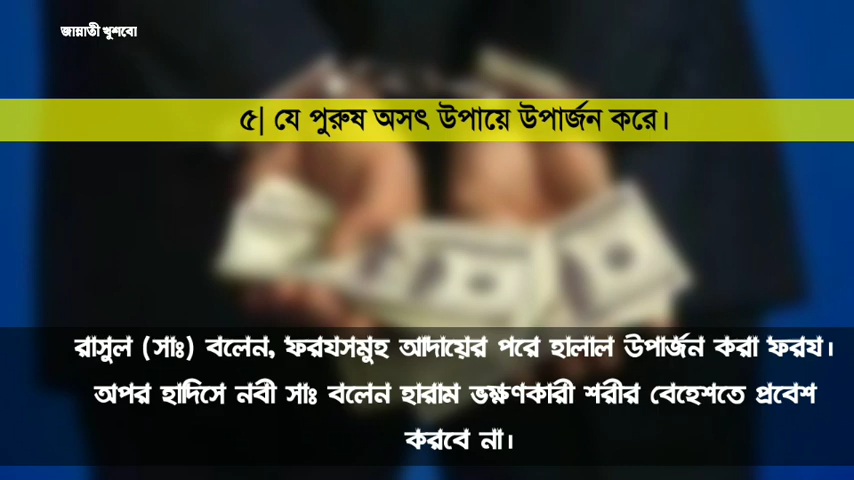 জান্নাতী খুশবো
৫| যে পুরুষ অসৎ উপায়ে উপার্জন করে।
রাসুল (সাঃ) বলেন, ফরযসমুহ আদায়ের পরে হালাল উপার্জন করা ফরয।
অপর হাদিসে নবী সাঃ বলেন হারাম ভক্ষণকারী শরীর বেহেশতে প্রবেশ
করবে না।